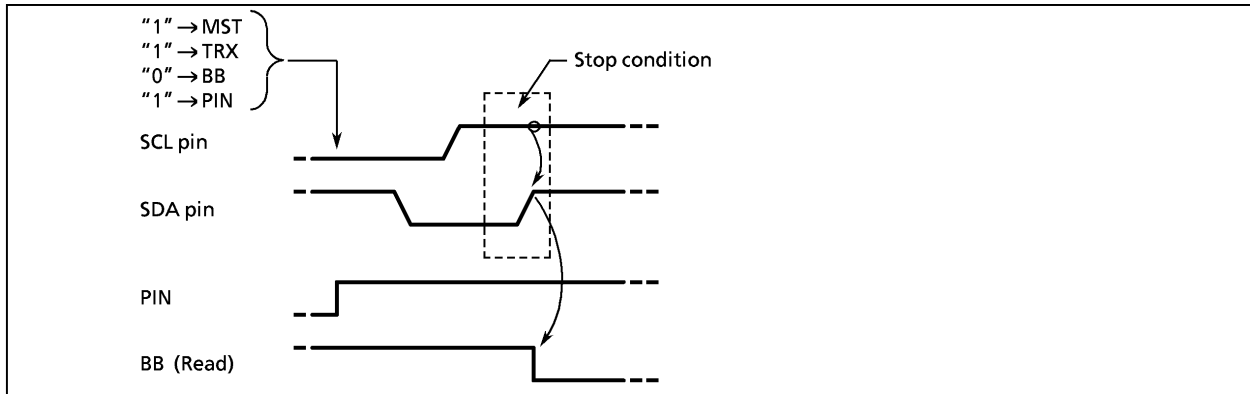 “1” → MST
“1” → TRX
“0” → BB
“1” → PIN
Stop condition
SCL pin
SDA pin
PIN
BB (Read)